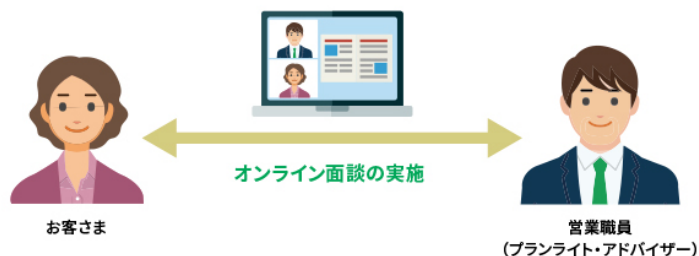 オンライン面談の実施
お客さま
営業職員
（プランライト・アドバイザー）